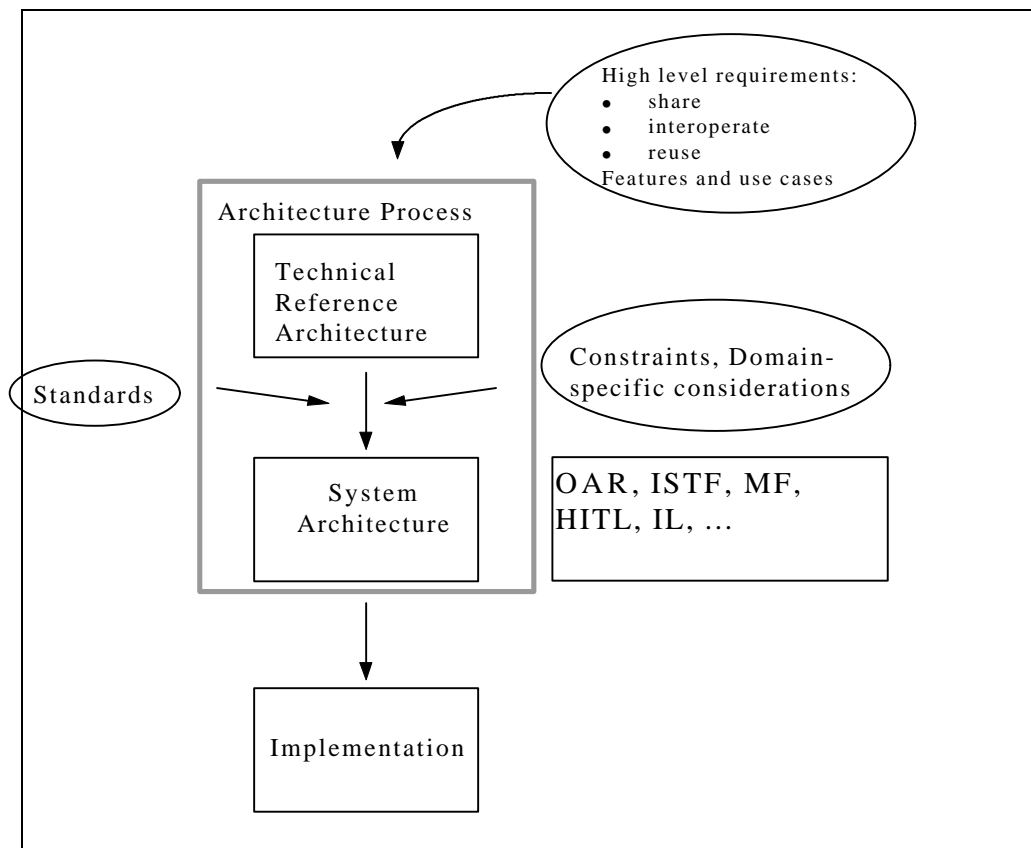 High level requirements:
● share
● interoperate
● reuse
Features and use cases
Architecture Process
Technical
Reference
Architecture
Constraints, Domain-
specific considerations
Standards
System
Architecture
OAR, ISTF, MF,
HITL, IL, ...
Implementation